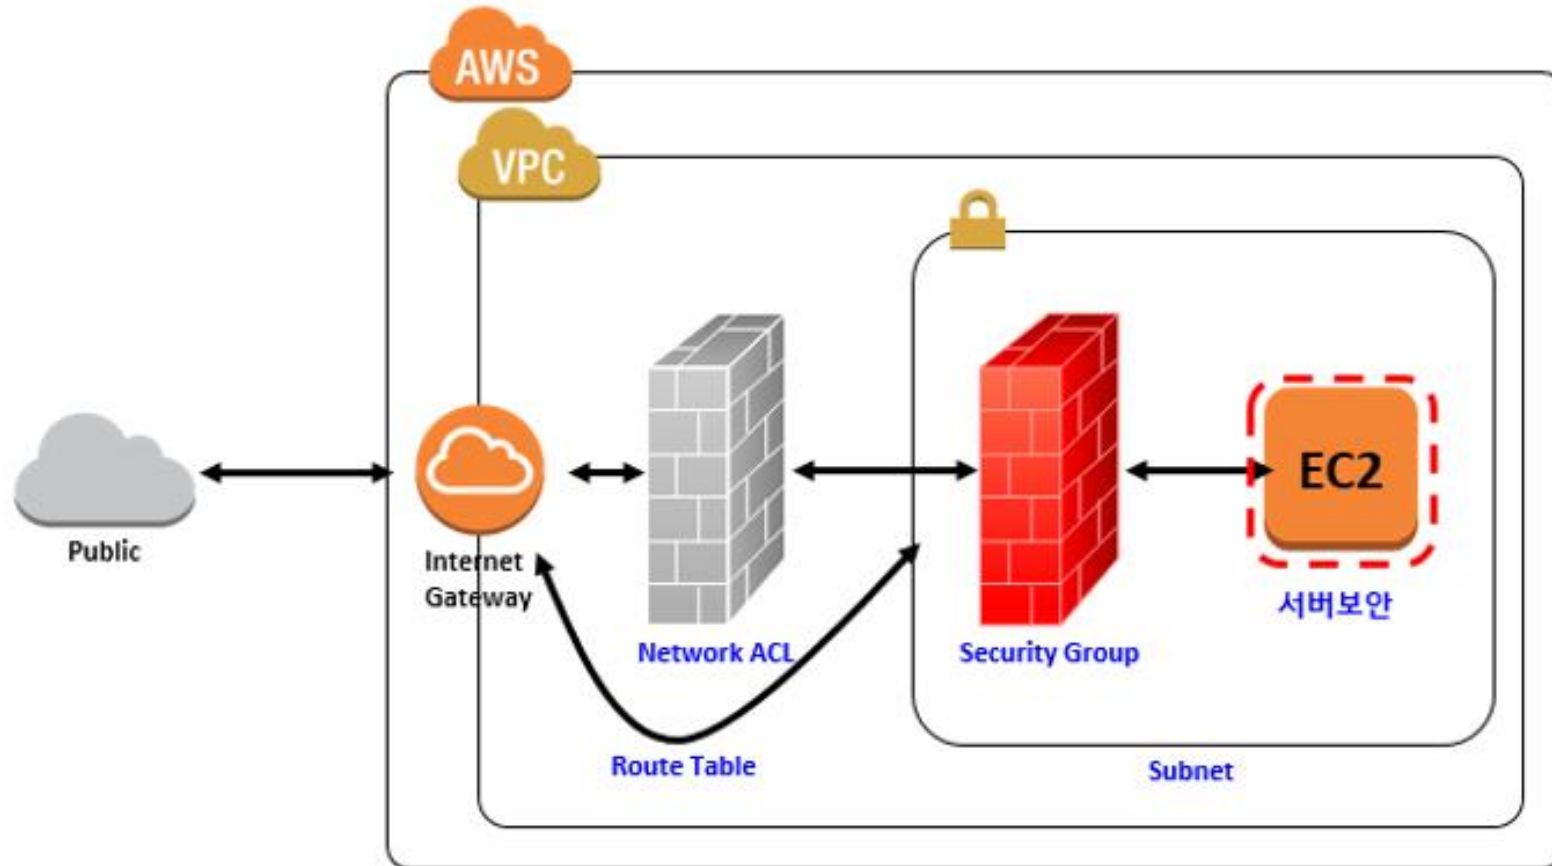 AWS
VPC
EC2
Public
Internet
Gateway
서버보안
Network ACL
Security Group
Route Table
Subnet